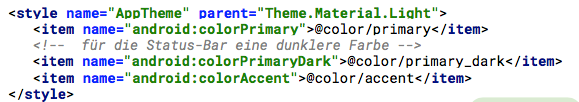 <style name="AppTheme" parent="Theme.Material.Light">
<item name="android:colorPrimary">@color/primary</item>
<!-- für die Status-Bar eine dunklere Farbe -->
<item name="android:colorPrimaryDark">@color/primary_dark</item>
<item name="android:colorAccent">@color/accent</item>
</style>